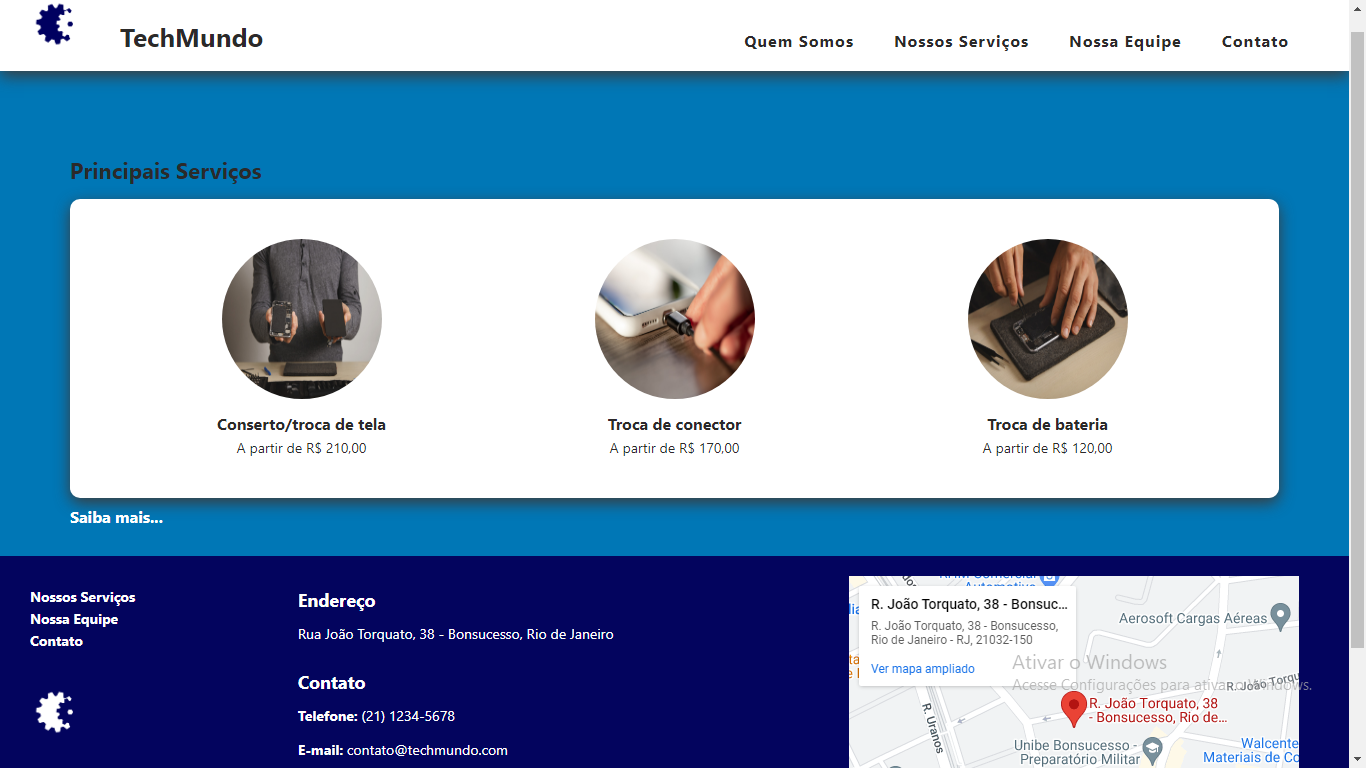 TechMundo
Quem Somos
Nossos Serviços
Nossa Equipe
Contato
Principais Serviços
Conserto/troca de tela
A partir de R$ 210,00
Troca de conector
A partir de R$ 170,00
Troca de bateria
A partir de R$ 120,00
Saiba mais...
Nossos Serviços
Nossa Equipe
Contato
Endereço
Rua João Torquato, 38 - Bonsucesso, Rio de Janeiro
Contato
Telefone: (21) 1234-5678
E-mail: contato@techmundo.com
R. João Torquato, 38 - Bonsuc...
R. João Torquato, 38 - Bonsucesso,
Rio de Janeiro - RJ, 21032-150
Ver mapa ampliado
Aerosoft Cargas Aéreas
Ativar o Windows
Acesse Configurações para ativar o Windows.
R. João Torqu
R. João Torquato, 38
- Bonsucesso, Rio de...
R. Uranos
Unibe Bonsucesso -
Preparatório Militar
Walcente
Materiais de Co